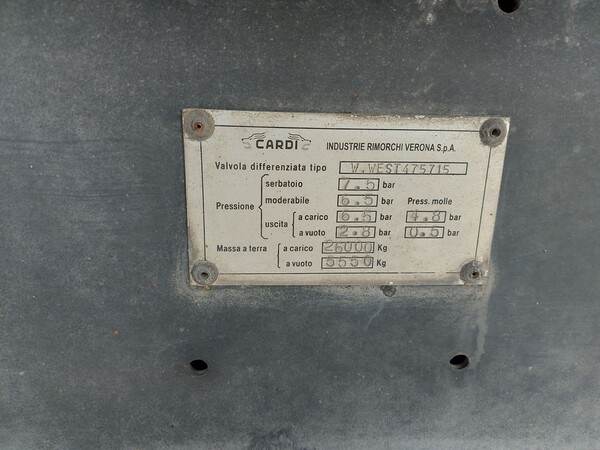 CARDI INDUSTRIE RIMORCHI VERONA S.p.A.
Valvola differenziata tipo W.WEST475715
Pressione
serbatoio 7.5 bar
moderabile 6.5 bar Press. molle
uscita
a carico 6.5 bar 4.8 bar
a vuoto 2.8 bar 0.5 bar
Massa a terra
a carico 26000 Kg
a vuoto 5550 Kg